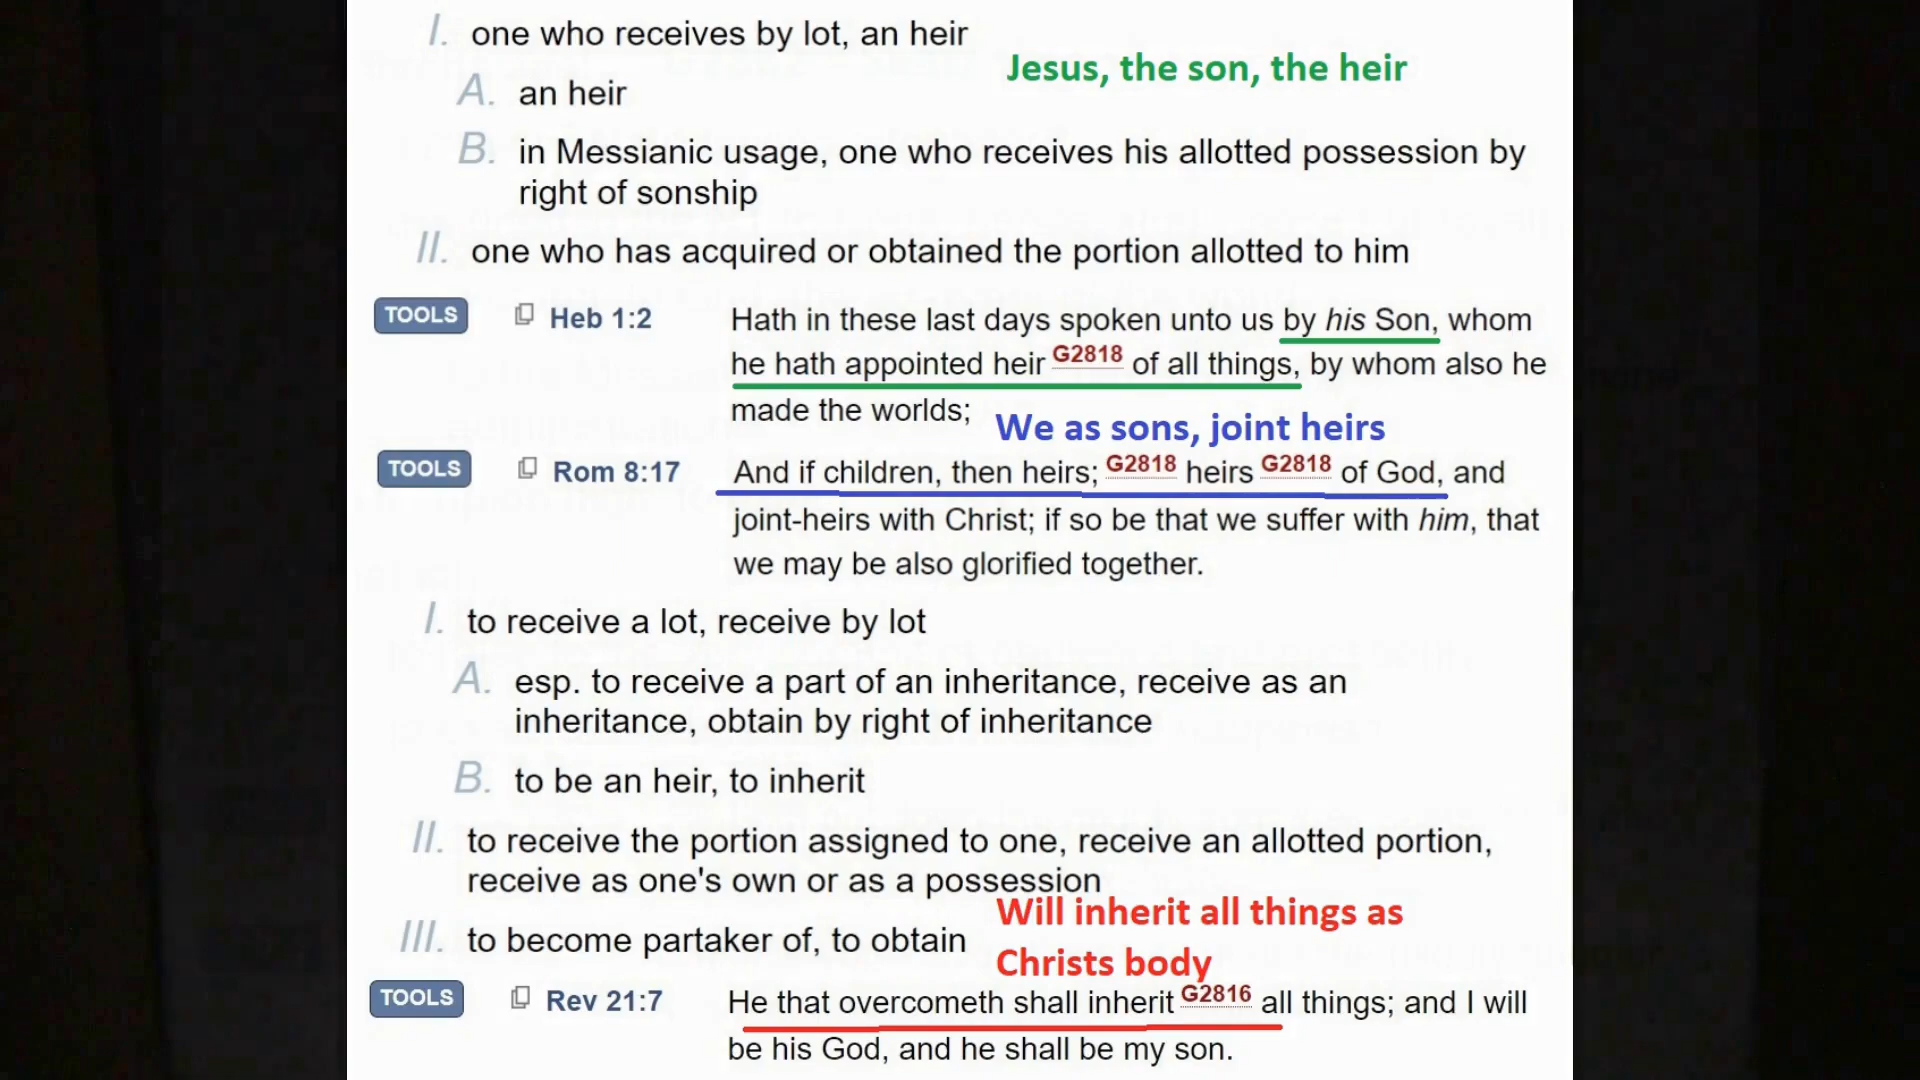 I. one who receives by lot, an heir
Jesus, the son, the heir
A. an heir
B. in Messianic usage, one who receives his allotted possession by
right of sonship
II. one who has acquired or obtained the portion allotted to him
TOOLS Heb 1:2 Hath in these last days spoken unto us by his Son, whom
he hath appointed heir G2818 of all things, by whom also he
made the worlds;
We as sons, joint heirs
TOOLS Rom 8:17 And if children, then heirs; G2818 heirs G2818 of God, and
joint-heirs with Christ; if so be that we suffer with him, that
we may be also glorified together.
I. to receive a lot, receive by lot
A. esp. to receive a part of an inheritance, receive as an
inheritance, obtain by right of inheritance
B. to be an heir, to inherit
II. to receive the portion assigned to one, receive an allotted portion,
receive as one's own or as a possession
Will inherit all things as
III. to become partaker of, to obtain
Christs body
TOOLS Rev 21:7 He that overcometh shall inherit G2816 all things; and I will
be his God, and he shall be my son.